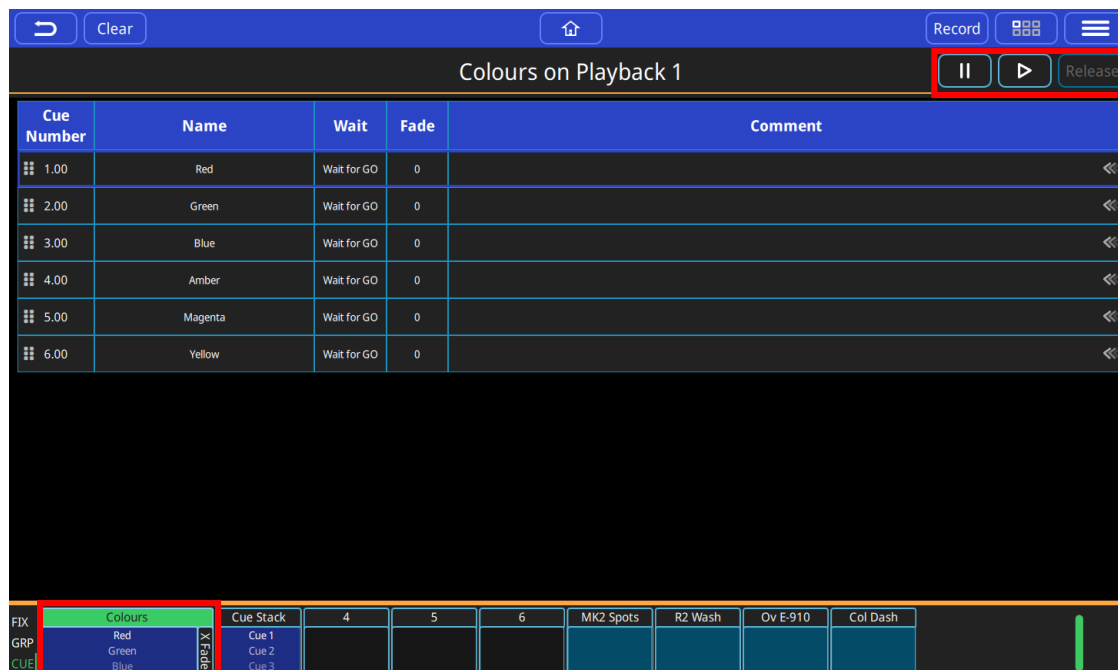 Clear
Record
Colours on Playback 1
Release
Cue Number Name Wait Fade Comment
1.00 Red Wait for GO 0
2.00 Green Wait for GO 0
3.00 Blue Wait for GO 0
4.00 Amber Wait for GO 0
5.00 Magenta Wait for GO 0
6.00 Yellow Wait for GO 0
FIX Colours Cue Stack 4 5 6 MK2 Spots R2 Wash Ov E-910 Col Dash
GRP Red Cue 1
Green Cue 2
CUE Blue Cue 3
X Fade